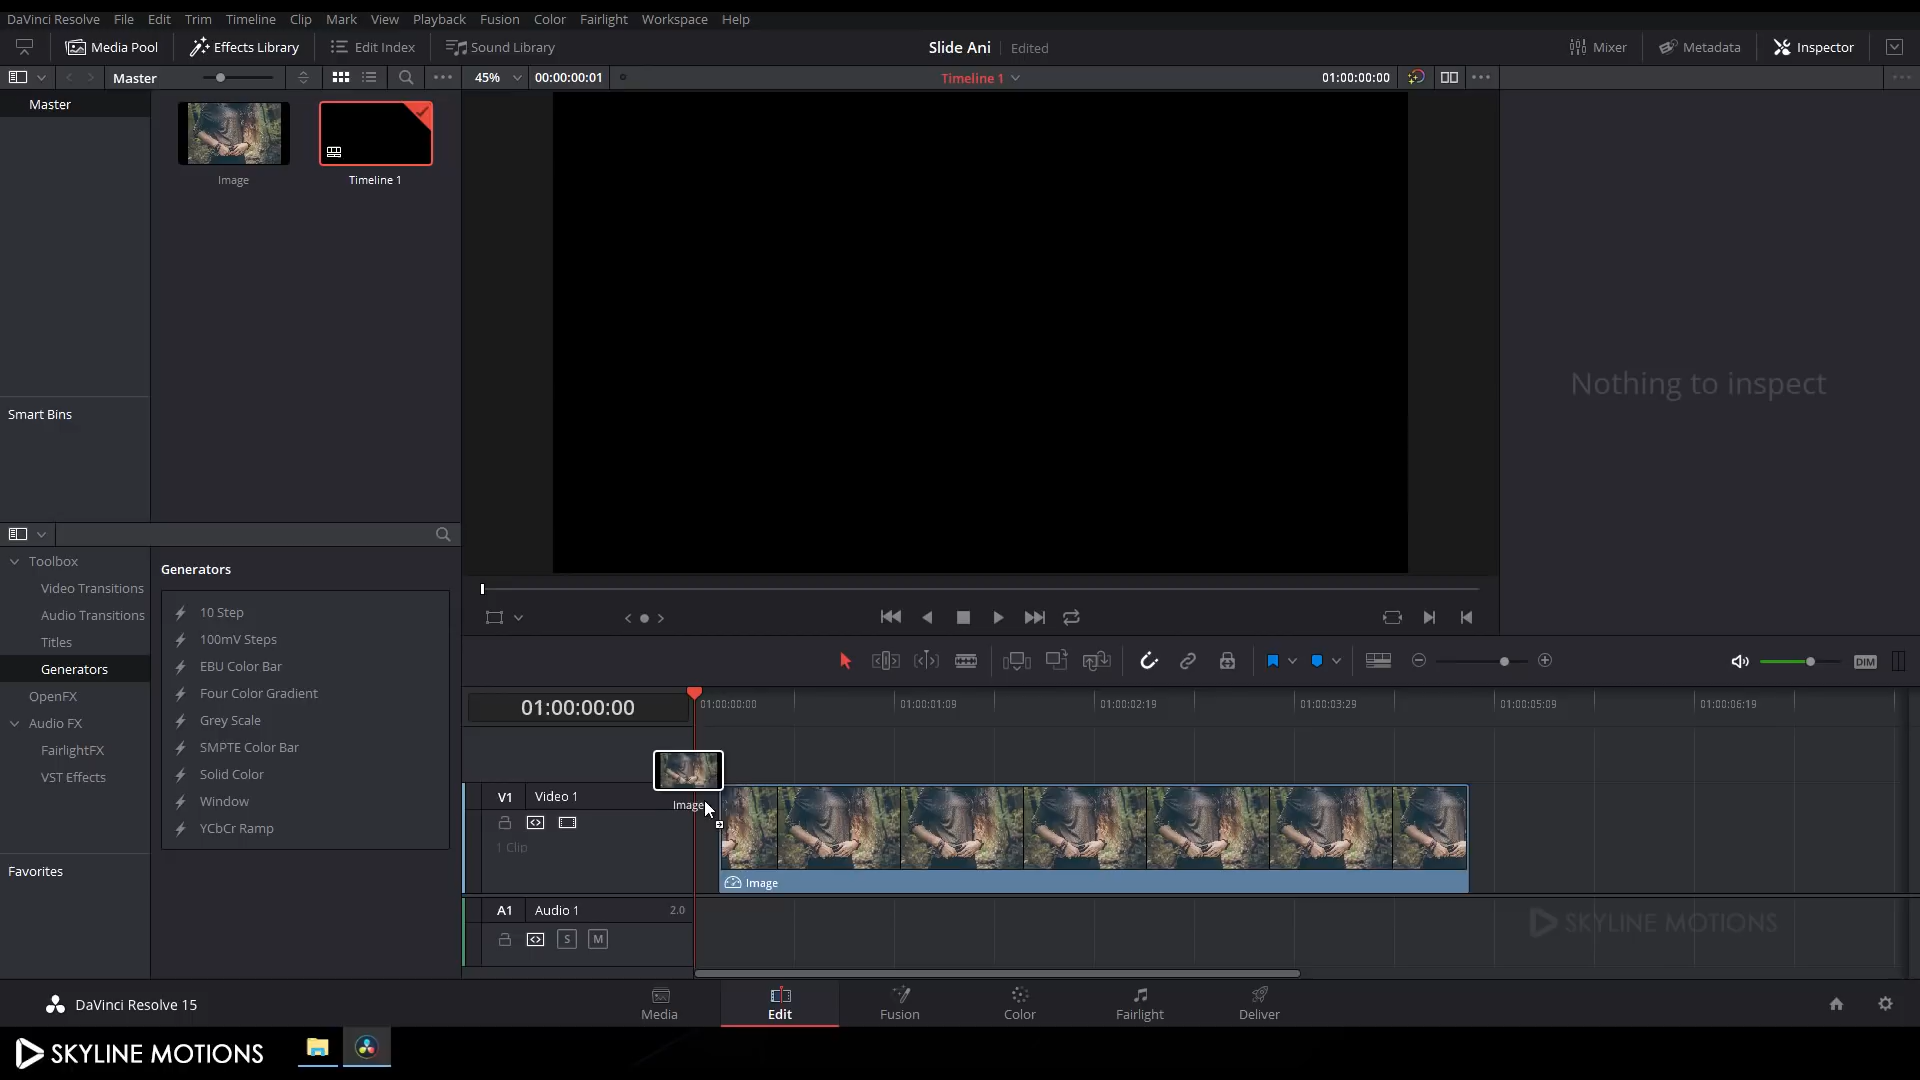 DaVinci Resolve File Edit Trim Timeline Clip Mark View Playback Fusion Color Fairlight Workspace Help
Media Pool Effects Library Edit Index Sound Library Slide Ani Edited Mixer Metadata Inspector
Master 45% 00:00:00:01 Timeline 1 01:00:00:00
Master
Image
Timeline 1
Nothing to inspect
Smart Bins
Toolbox
Video Transitions
Audio Transitions
Titles
Generators
OpenFX
Audio FX
FairlightFX
VST Effects
Favorites
Generators
10 Step
100mV Steps
EBU Color Bar
Four Color Gradient
Grey Scale
SMPTE Color Bar
Solid Color
Window
YCbCr Ramp
DIM
01:00:00:00 01:00:00:00 01:00:01:09 01:00:02:19 01:00:03:29 01:00:05:09 01:00:06:19
Image
V1 Video 1
1 Clip
Image
A1 Audio 1 2.0
S M
SKYLINE MOTIONS
DaVinci Resolve 15
Media Edit Fusion Color Fairlight Deliver
SKYLINE MOTIONS